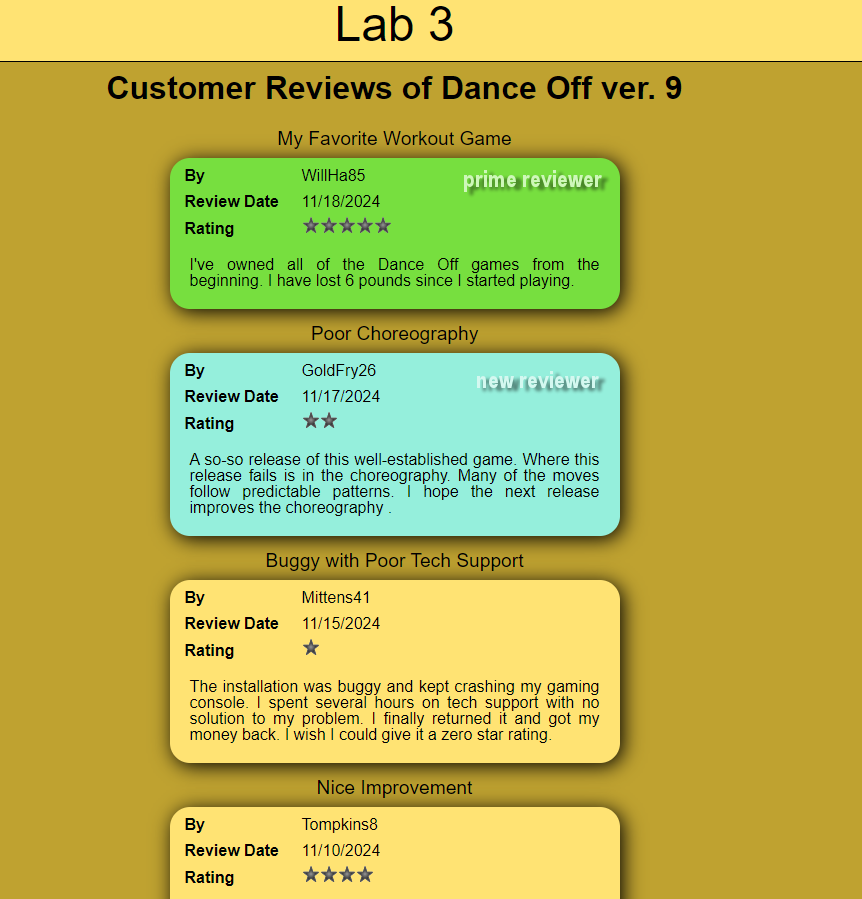 Lab 3
Customer Reviews of Dance Off ver. 9
My Favorite Workout Game
By WillHa85 prime reviewer
Review Date 11/18/2024
Rating
I've owned all of the Dance Off games from the
beginning. I have lost 6 pounds since I started playing.
Poor Choreography
By GoldFry26
new reviewer
Review Date 11/17/2024
Rating
A so-so release of this well-established game. Where this
release fails is in the choreography. Many of the moves
follow predictable patterns. I hope the next release
improves the choreography .
Buggy with Poor Tech Support
By Mittens41
Review Date 11/15/2024
Rating
The installation was buggy and kept crashing my gaming
console. I spent several hours on tech support with no
solution to my problem. I finally returned it and got my
money back. I wish I could give it a zero star rating.
Nice Improvement
By Tompkins8
Review Date 11/10/2024
Rating